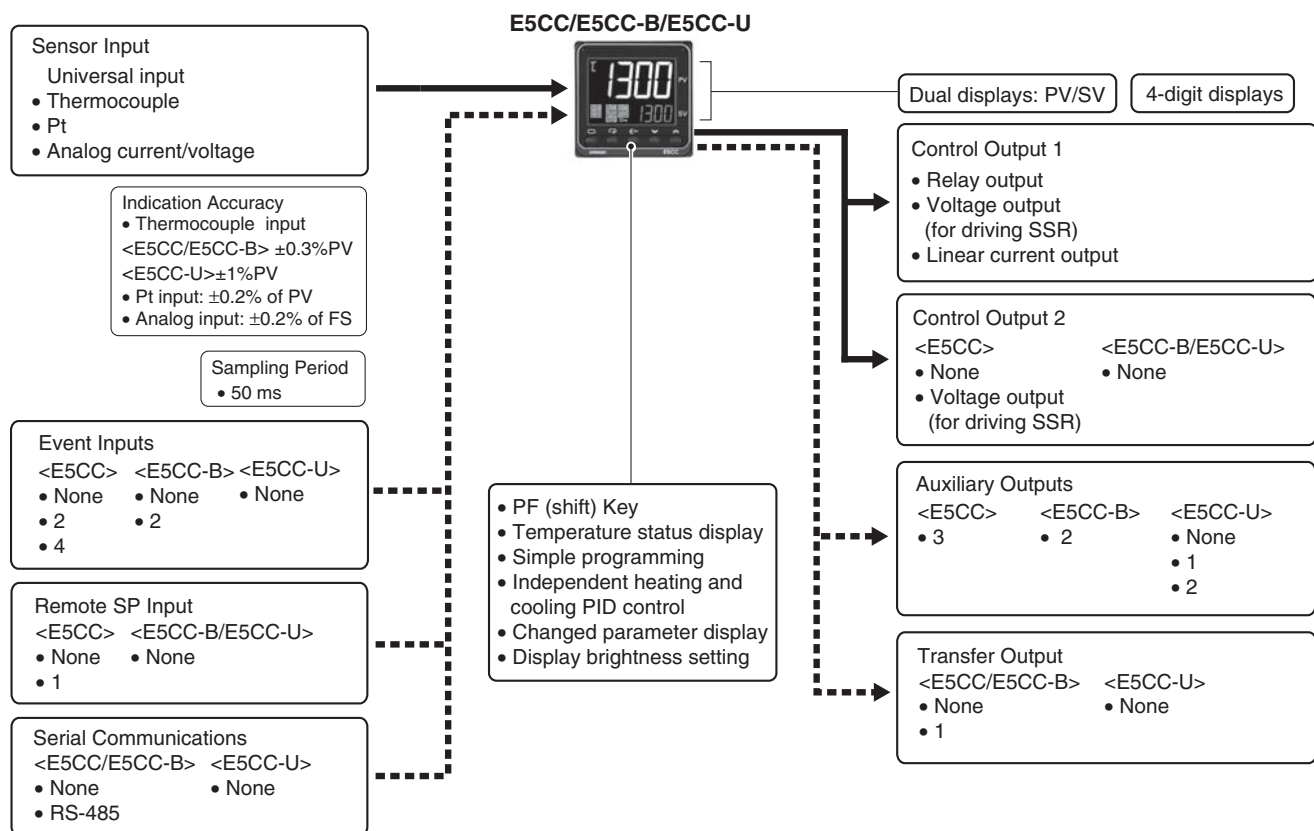 E5CC/E5CC-B/E5CC-U
Sensor Input
Universal input
• Thermocouple
• Pt
• Analog current/voltage
Indication Accuracy
• Thermocouple input
<E5CC/E5CC-B> ±0.3%PV
<E5CC-U>±1%PV
• Pt input: ±0.2% of PV
• Analog input: ±0.2% of FS
Sampling Period
• 50 ms
Event Inputs
<E5CC> <E5CC-B> <E5CC-U>
• None • None • None
• 2 • 2
• 4
Remote SP Input
<E5CC> <E5CC-B/E5CC-U>
• None • None
• 1
Serial Communications
<E5CC/E5CC-B> <E5CC-U>
• None • None
• RS-485
1300
PV
1300
SV
E5CC
• PF (shift) Key
• Temperature status display
• Simple programming
• Independent heating and
cooling PID control
• Changed parameter display
• Display brightness setting
Dual displays: PV/SV
4-digit displays
Control Output 1
• Relay output
• Voltage output
(for driving SSR)
• Linear current output
Control Output 2
<E5CC> <E5CC-B/E5CC-U>
• None • None
• Voltage output
(for driving SSR)
Auxiliary Outputs
<E5CC> <E5CC-B> <E5CC-U>
• 3 • 2 • None
• 1
• 2
Transfer Output
<E5CC/E5CC-B> <E5CC-U>
• None • None
• 1